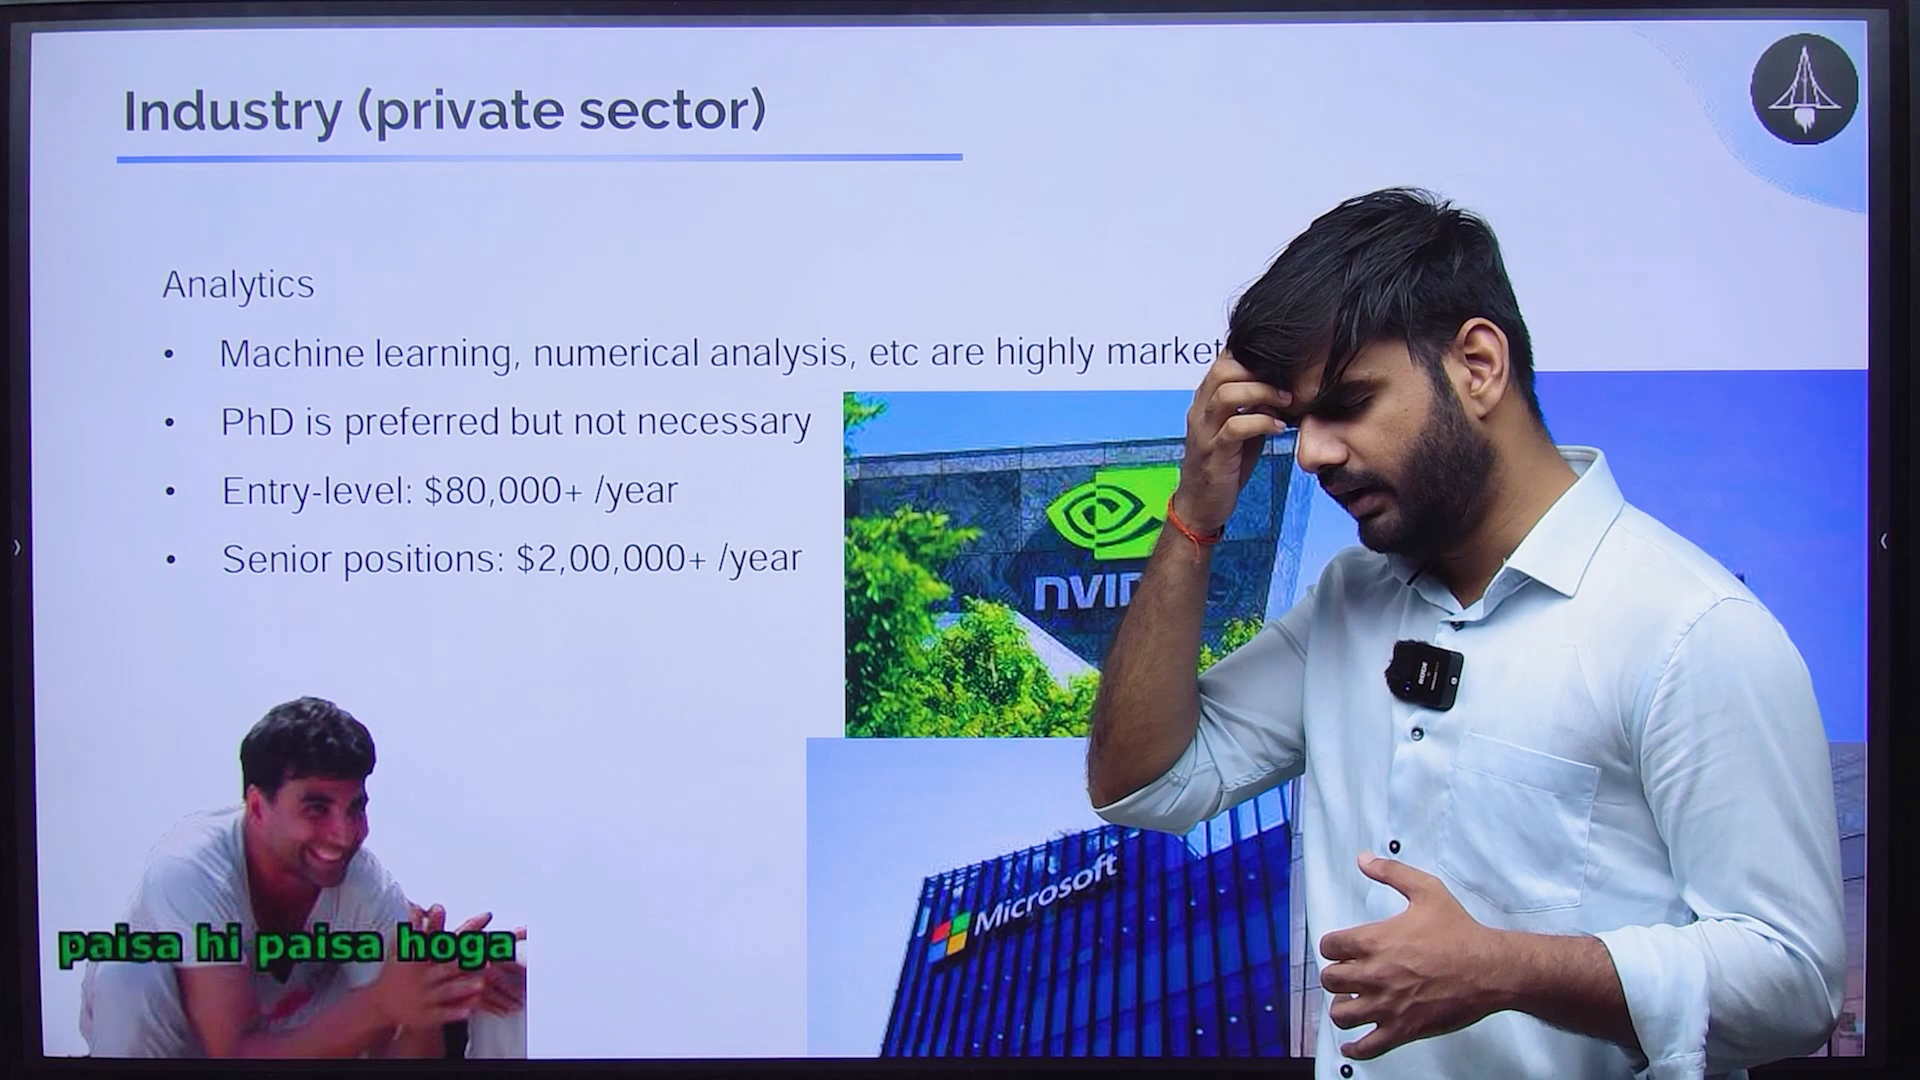 Industry (private sector)
Analytics
• Machine learning, numerical analysis, etc are highly
• PhD is preferred but not necessary
• Entry-level: $80,000+ /year
• Senior positions: $2,00,000+ /year
Microsoft
paisa hi paisa hoga